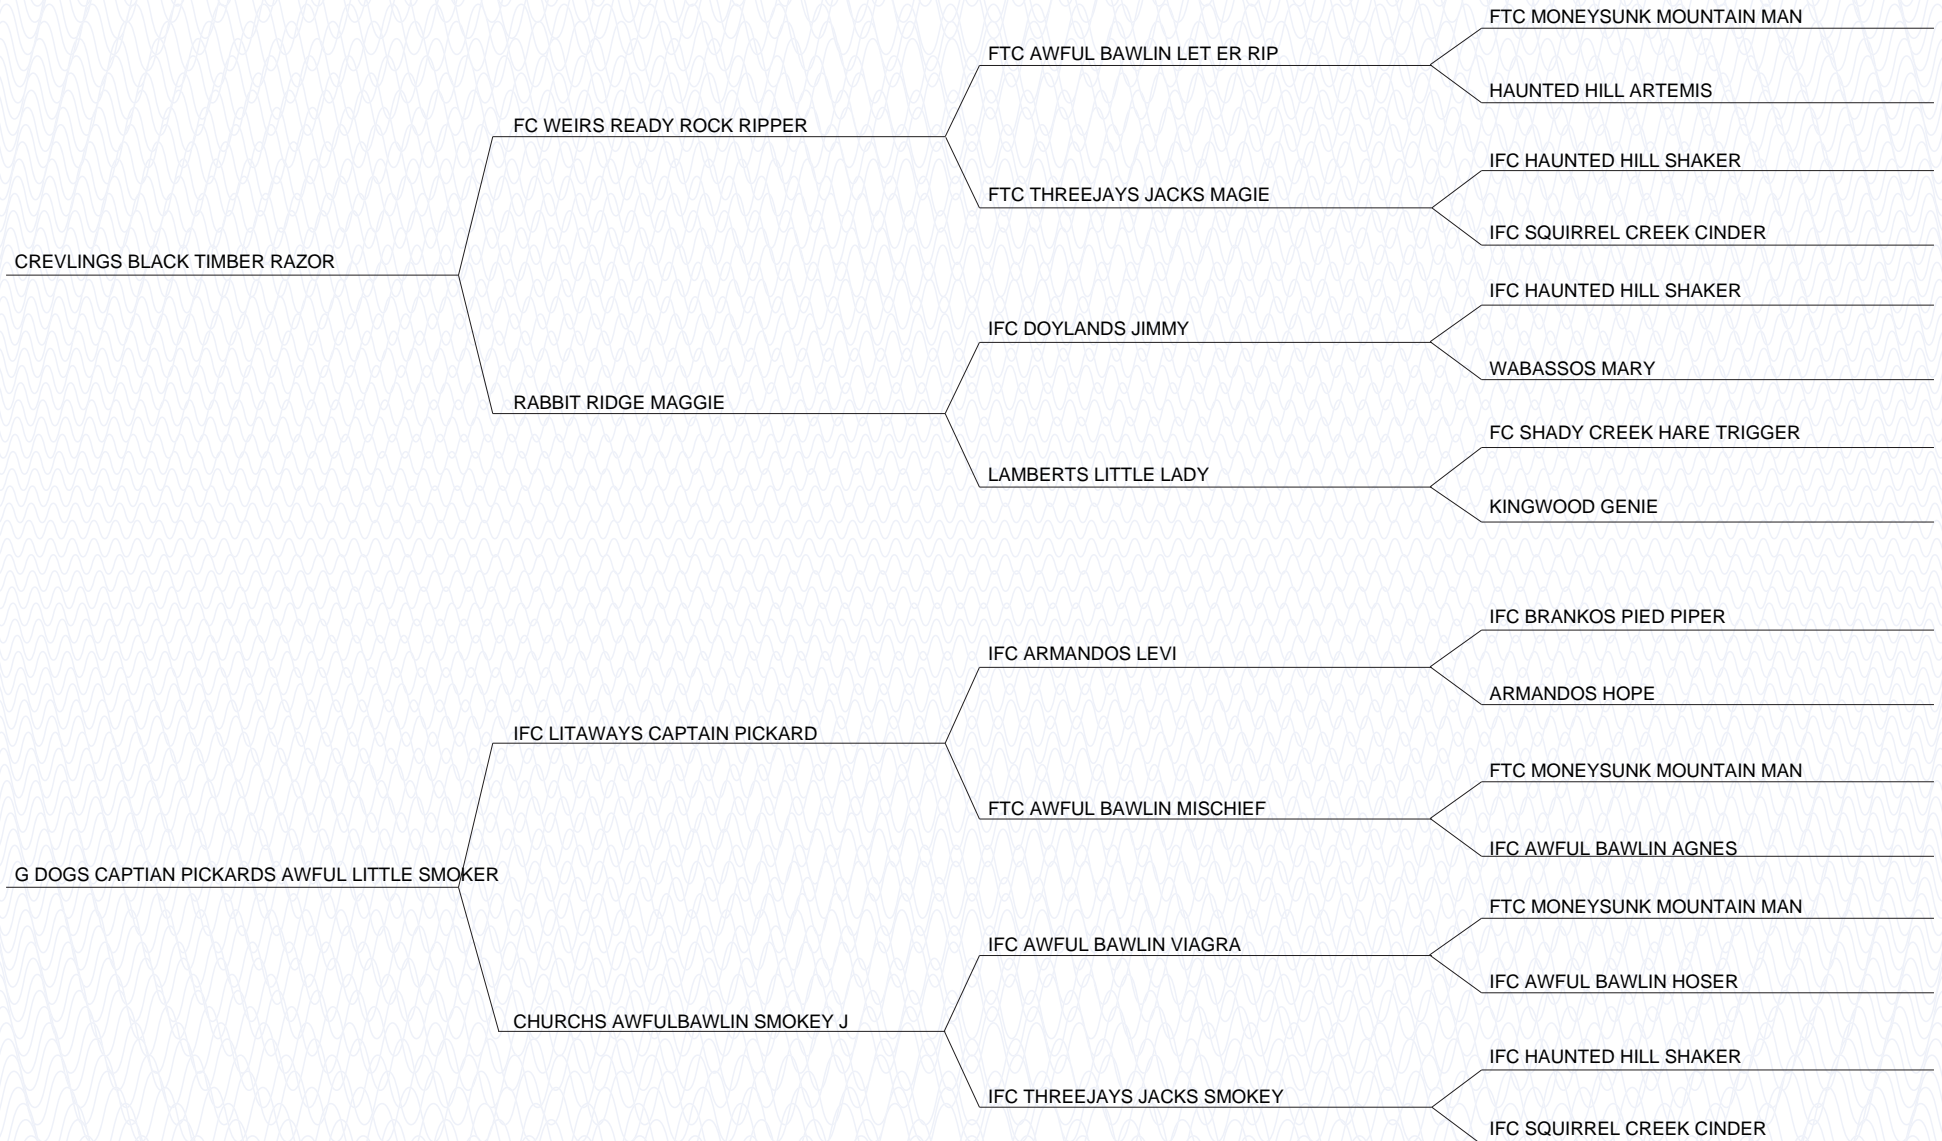 FTC MONEYSUNK MOUNTAIN MAN
FTC AWFUL BAWLIN LET ER RIP
HAUNTED HILL ARTEMIS
FC WEIRS READY ROCK RIPPER
IFC HAUNTED HILL SHAKER
FTC THREEJAYS JACKS MAGIE
IFC SQUIRREL CREEK CINDER
CREVLINGS BLACK TIMBER RAZOR
IFC HAUNTED HILL SHAKER
IFC DOYLANDS JIMMY
WABASSOS MARY
RABBIT RIDGE MAGGIE
FC SHADY CREEK HARE TRIGGER
LAMBERTS LITTLE LADY
KINGWOOD GENIE
IFC BRANKOS PIED PIPER
IFC ARMANDOS LEVI
ARMANDOS HOPE
IFC LITAWAYS CAPTAIN PICKARD
FTC MONEYSUNK MOUNTAIN MAN
FTC AWFUL BAWLIN MISCHIEF
IFC AWFUL BAWLIN AGNES
G DOGS CAPTIAN PICKARDS AWFUL LITTLE SMOKER
FTC MONEYSUNK MOUNTAIN MAN
IFC AWFUL BAWLIN VIAGRA
IFC AWFUL BAWLIN HOSER
CHURCHS AWFULBAWLIN SMOKEY J
IFC HAUNTED HILL SHAKER
IFC THREEJAYS JACKS SMOKEY
IFC SQUIRREL CREEK CINDER